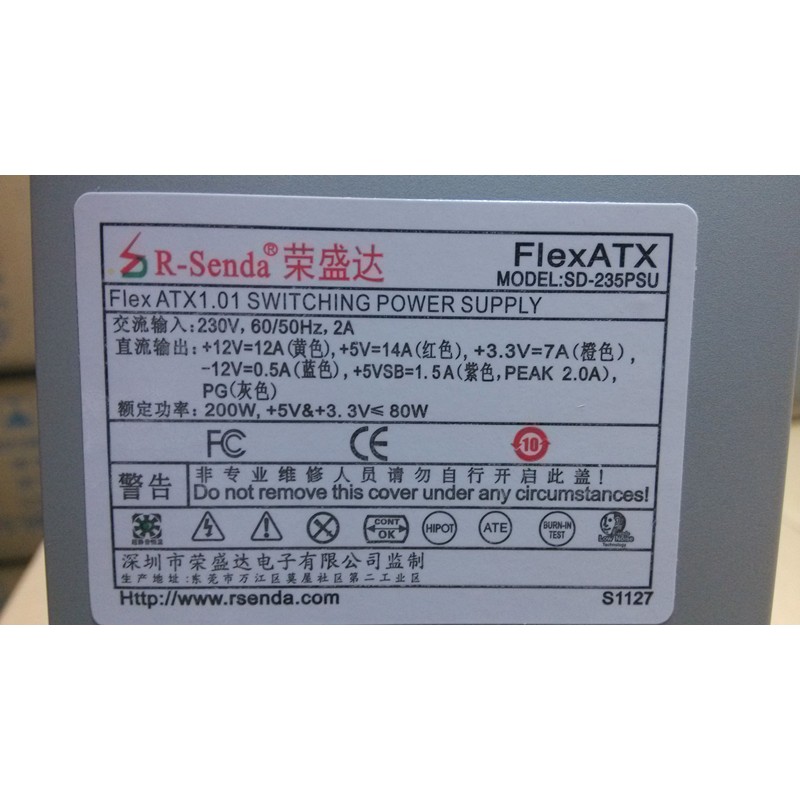 R-Senda® 荣盛达
FlexATX
MODEL:SD-235PSU
Flex ATX1.01 SWITCHING POWER SUPPLY
交流输入: 230V, 60/50Hz, 2A
直流输出: +12V=12A(黄色), +5V=14A(红色), +3.3V=7A(橙色),
-12V=0.5A(蓝色), +5VSB=1.5A(紫色, PEAK 2.0A),
PG(灰色)
额定功率: 200W, +5V&+3.3V≤80W
FC CE 10
警告
非专业维修人员请勿自行开启此盖!
Do not remove this cover under any circumstances!
CONT OK
HIPOT
ATE
BURN-IN TEST
Low Noise
Technology
深圳市荣盛达电子有限公司监制
生产地址:东莞市万江区莫屋社区第二工业区
Http://www.rsenda.com
S1127